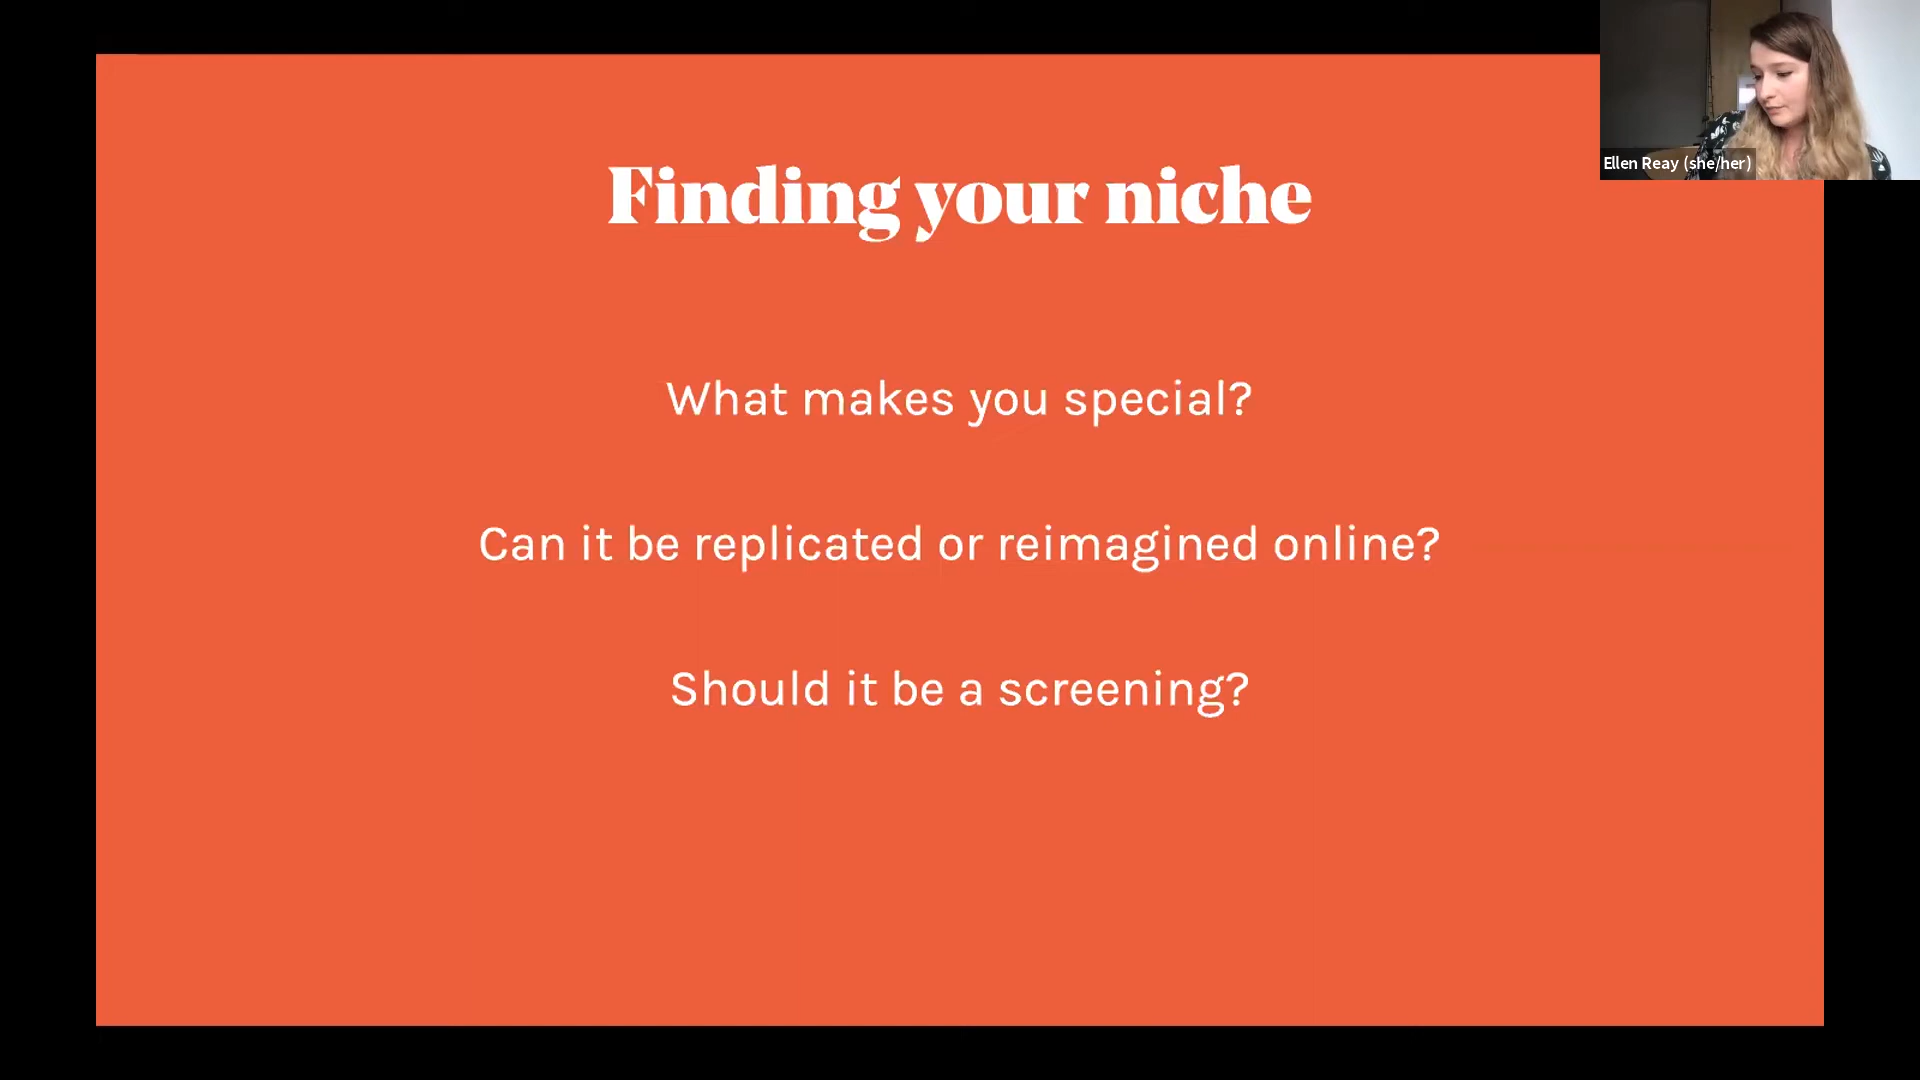 Finding your niche
What makes you special?
Can it be replicated or reimagined online?
Should it be a screening?
Ellen Reay (she/her)